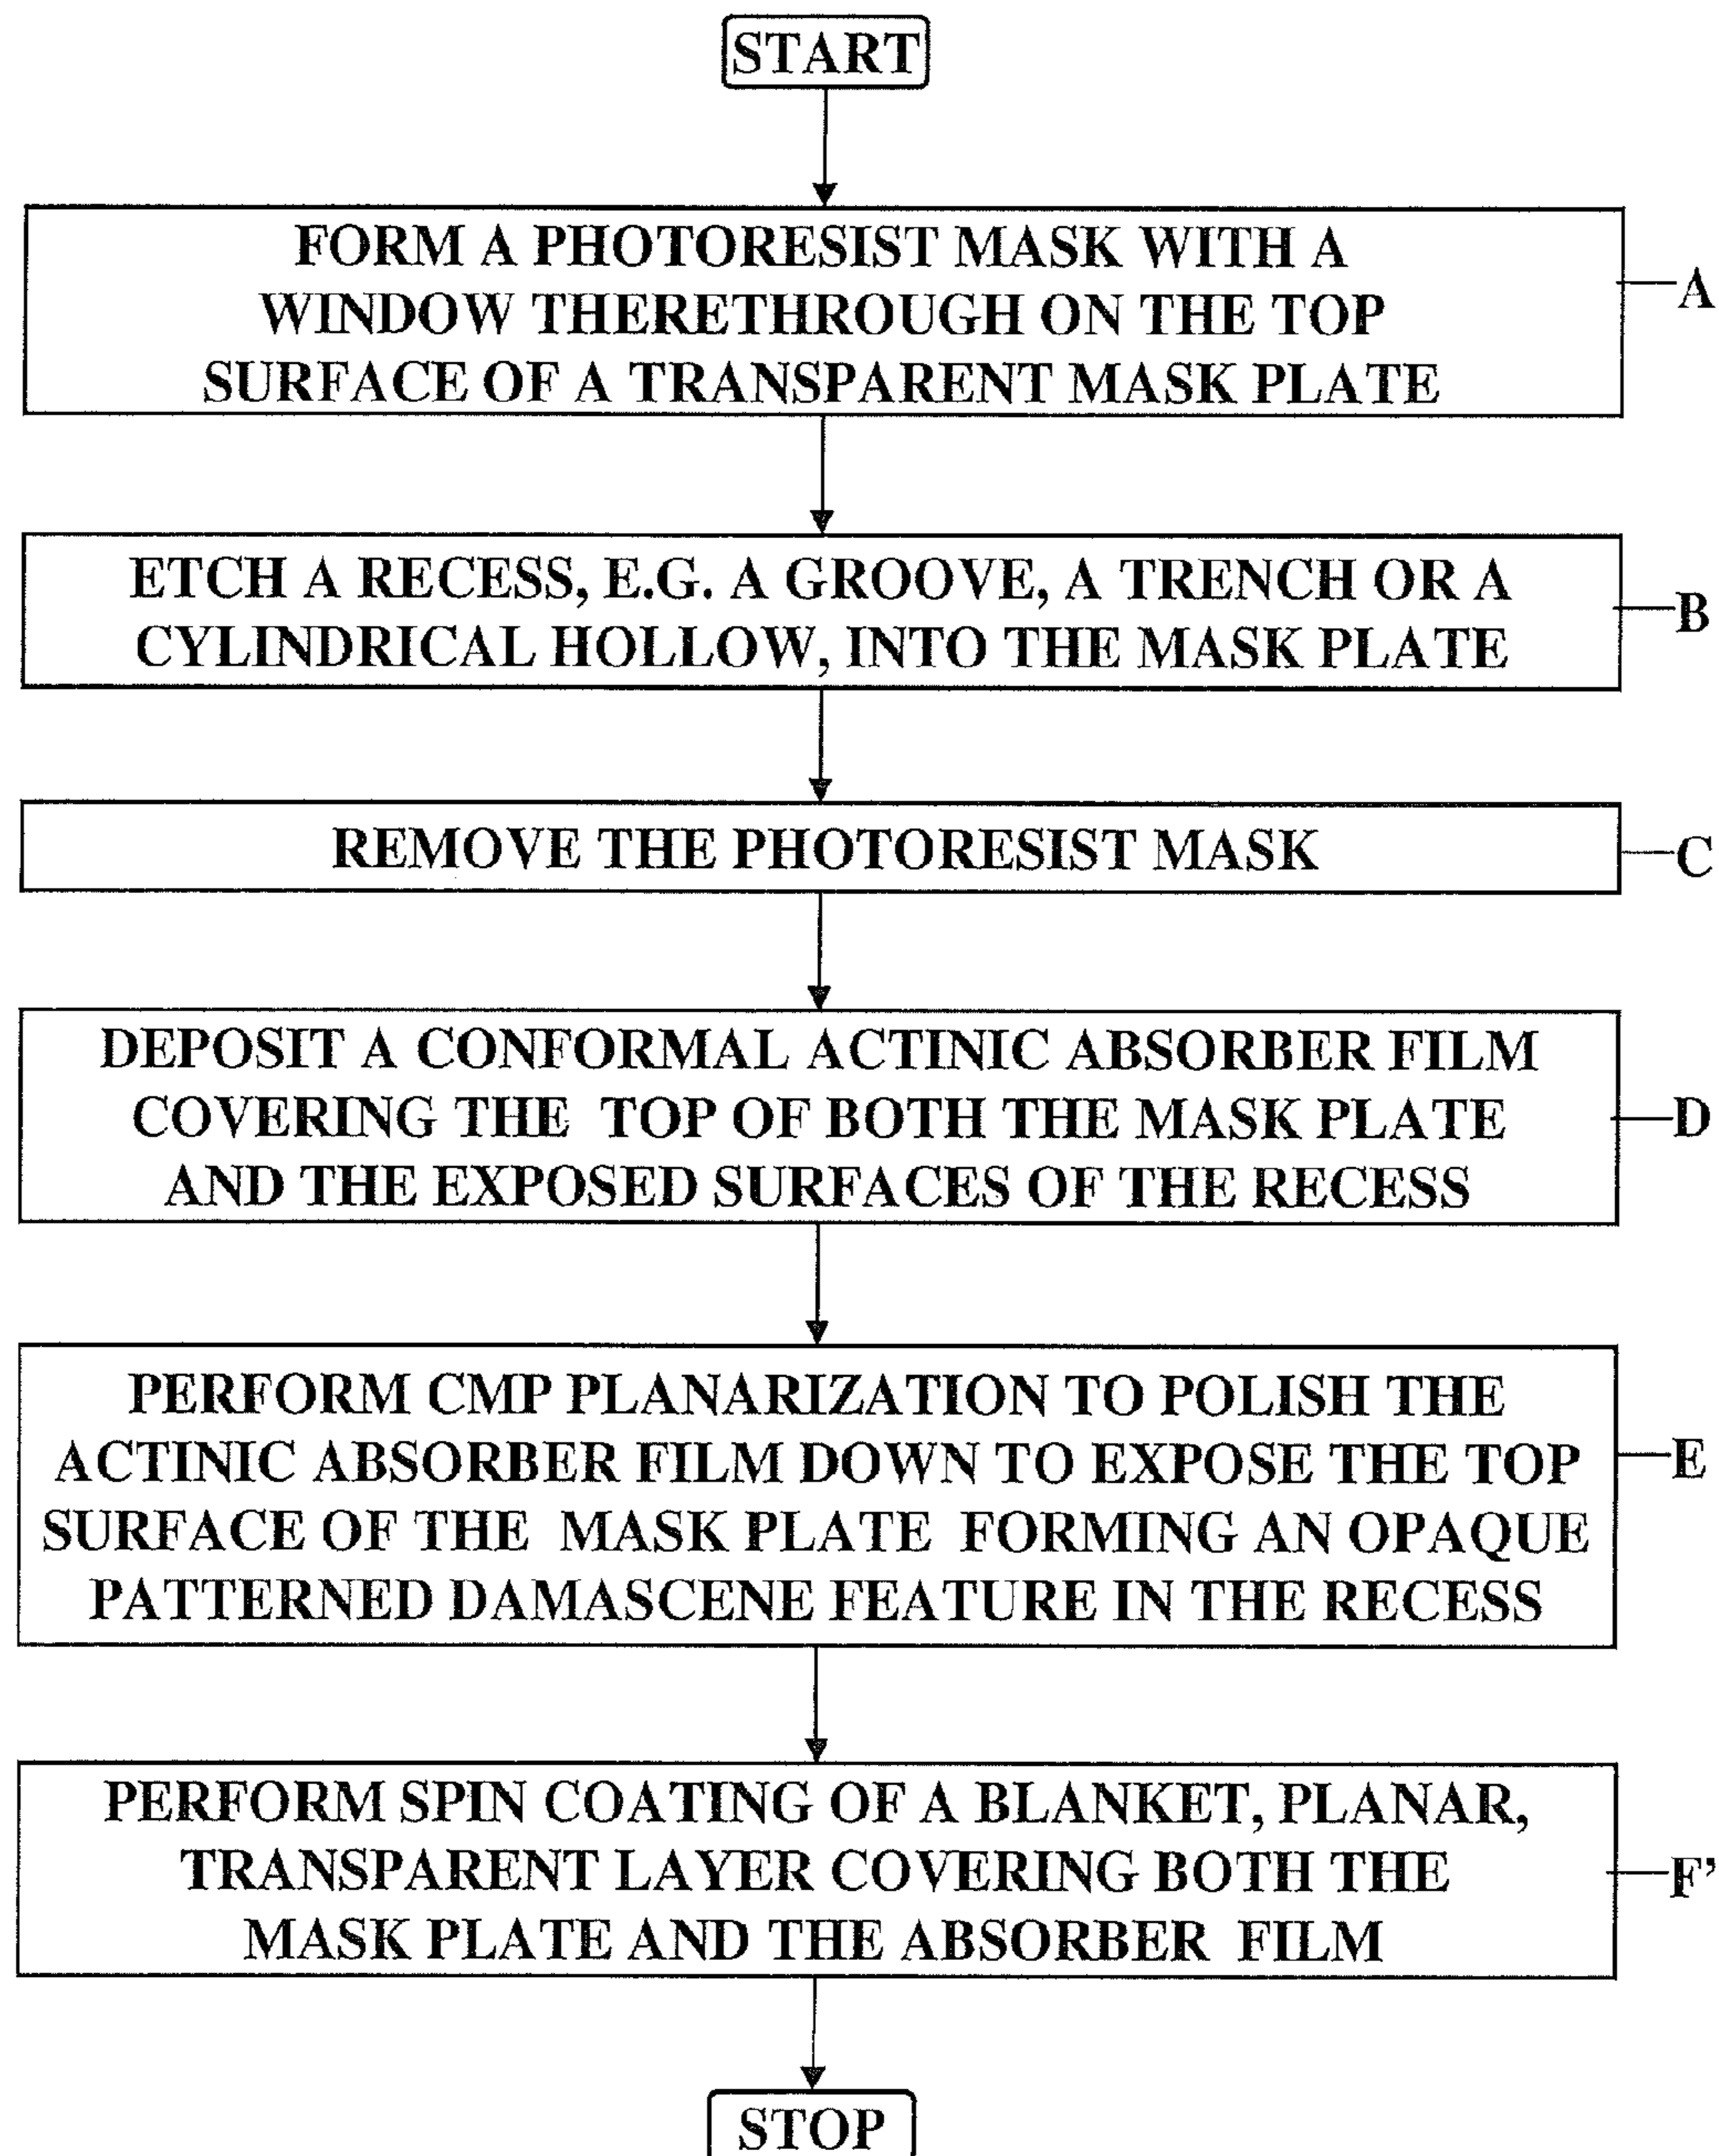 START
FORM A PHOTORESIST MASK WITH A
WINDOW THERETHROUGH ON THE TOP
SURFACE OF A TRANSPARENT MASK PLATE
A
ETCH A RECESS, E.G. A GROOVE, A TRENCH OR A
CYLINDRICAL HOLLOW, INTO THE MASK PLATE
B
REMOVE THE PHOTORESIST MASK
C
DEPOSIT A CONFORMAL ACTINIC ABSORBER FILM
COVERING THE TOP OF BOTH THE MASK PLATE
AND THE EXPOSED SURFACES OF THE RECESS
D
PERFORM CMP PLANARIZATION TO POLISH THE
ACTINIC ABSORBER FILM DOWN TO EXPOSE THE TOP
SURFACE OF THE MASK PLATE FORMING AN OPAQUE
PATTERNED DAMASCENE FEATURE IN THE RECESS
E
PERFORM SPIN COATING OF A BLANKET, PLANAR,
TRANSPARENT LAYER COVERING BOTH THE
MASK PLATE AND THE ABSORBER FILM
F'
STOP